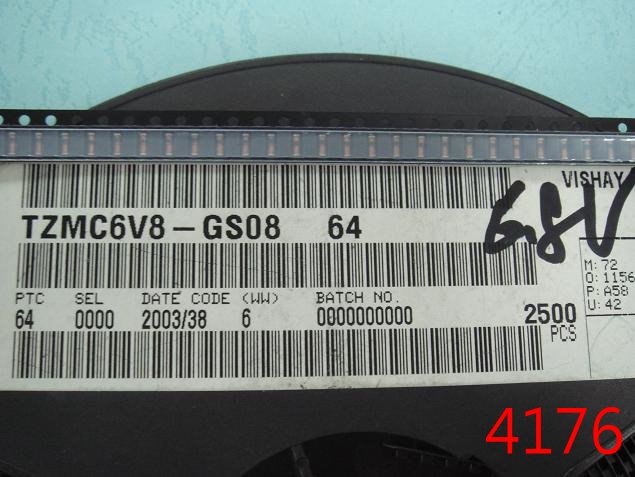 VISHAY
TZMC6V8-GS08 64
6.8V
M: 72
O: 1156
P: A58
U: 42
PTC SEL DATE CODE (WW) BATCH NO.
64 0000 2003/38 6 0000000000 2500
PCS
4176